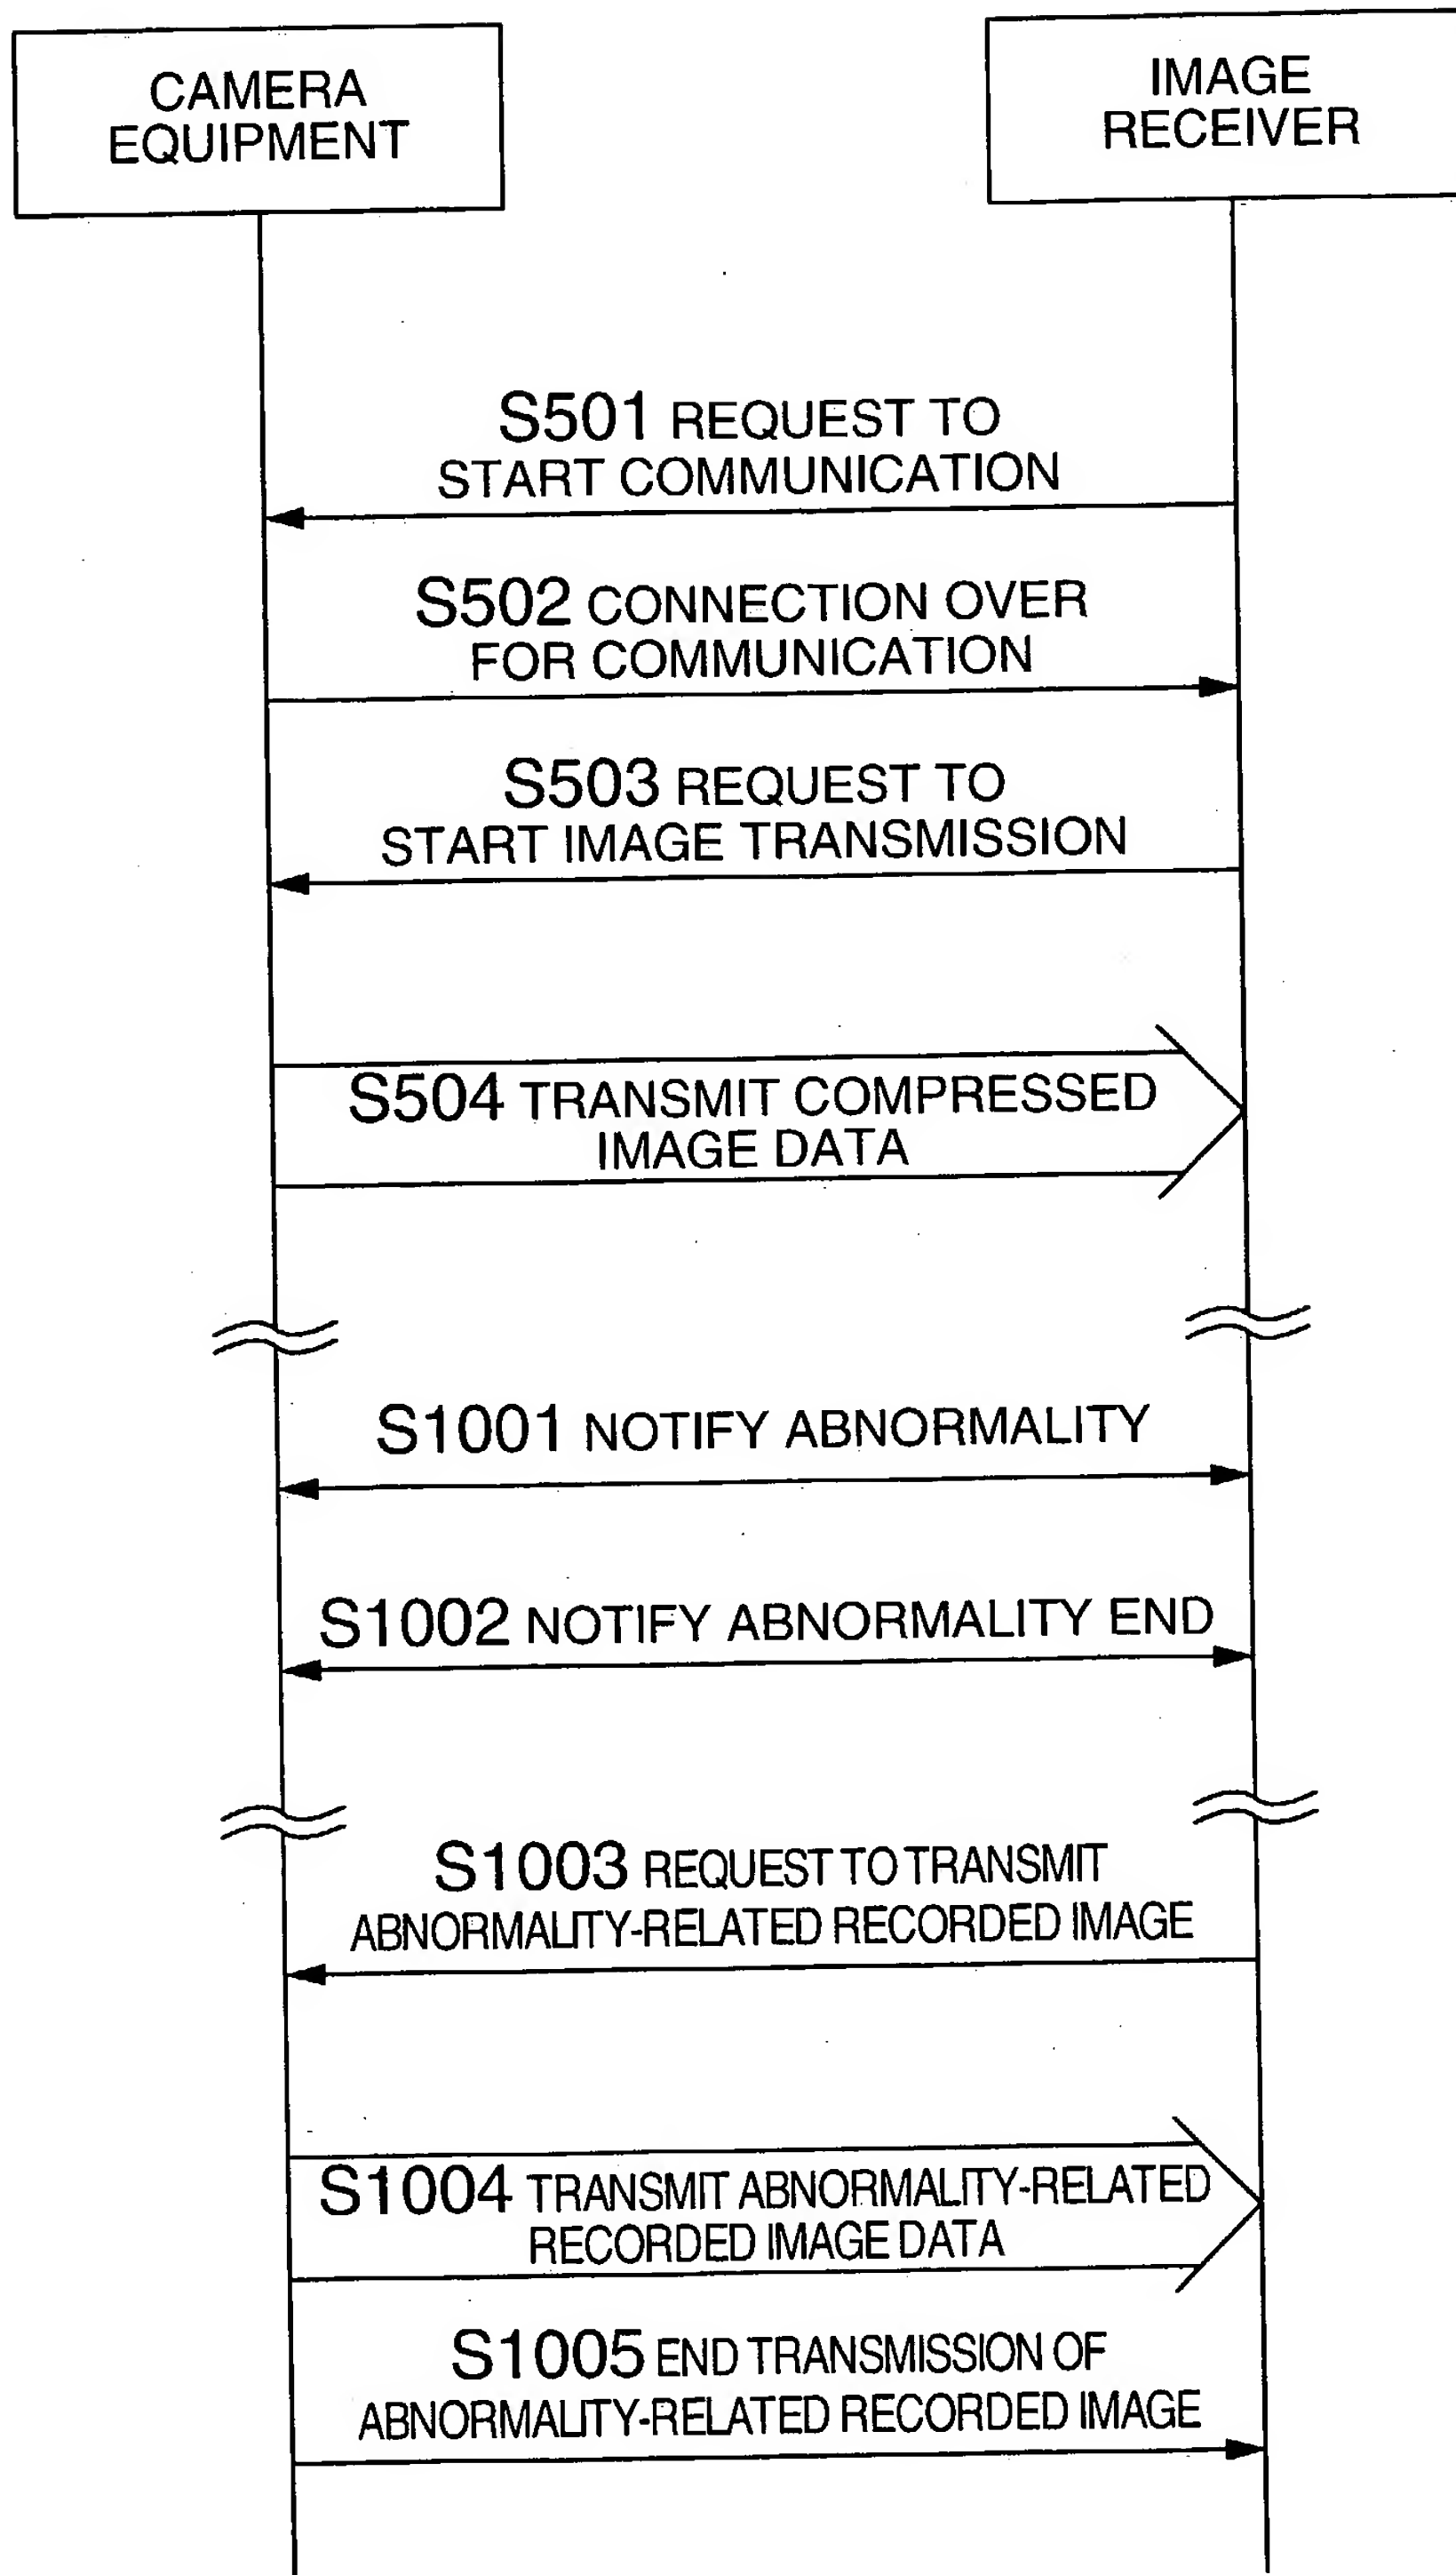 CAMERA
EQUIPMENT
IMAGE
RECEIVER
S501 REQUEST TO
START COMMUNICATION
S502 CONNECTION OVER
FOR COMMUNICATION
S503 REQUEST TO
START IMAGE TRANSMISSION
S504 TRANSMIT COMPRESSED
IMAGE DATA
S1001 NOTIFY ABNORMALITY
S1002 NOTIFY ABNORMALITY END
S1003 REQUEST TO TRANSMIT
ABNORMALITY-RELATED RECORDED IMAGE
S1004 TRANSMIT ABNORMALITY-RELATED
RECORDED IMAGE DATA
S1005 END TRANSMISSION OF
ABNORMALITY-RELATED RECORDED IMAGE